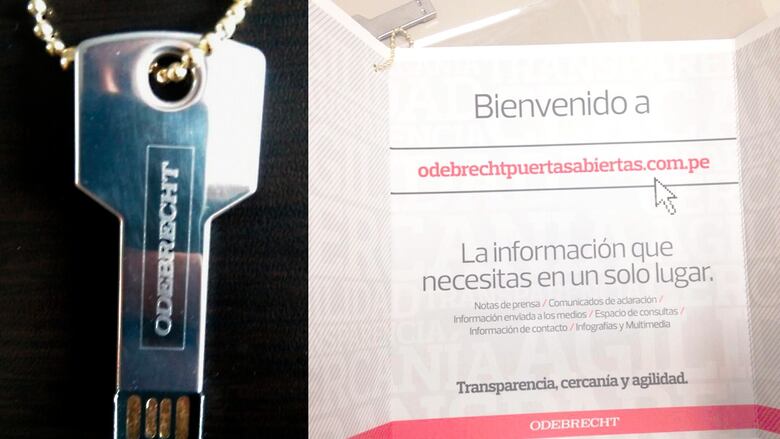 ODEBRECHT
Bienvenido a
odebrechtpuertasabiertas.com.pe
La información que
necesitas en un solo lugar.
Notas de prensa / Comunicados de aclaración /
Información enviada a los medios / Espacio de consultas /
Información de contacto / Infografías y Multimedia
Transparencia, cercanía y agilidad.
ODEBRECHT